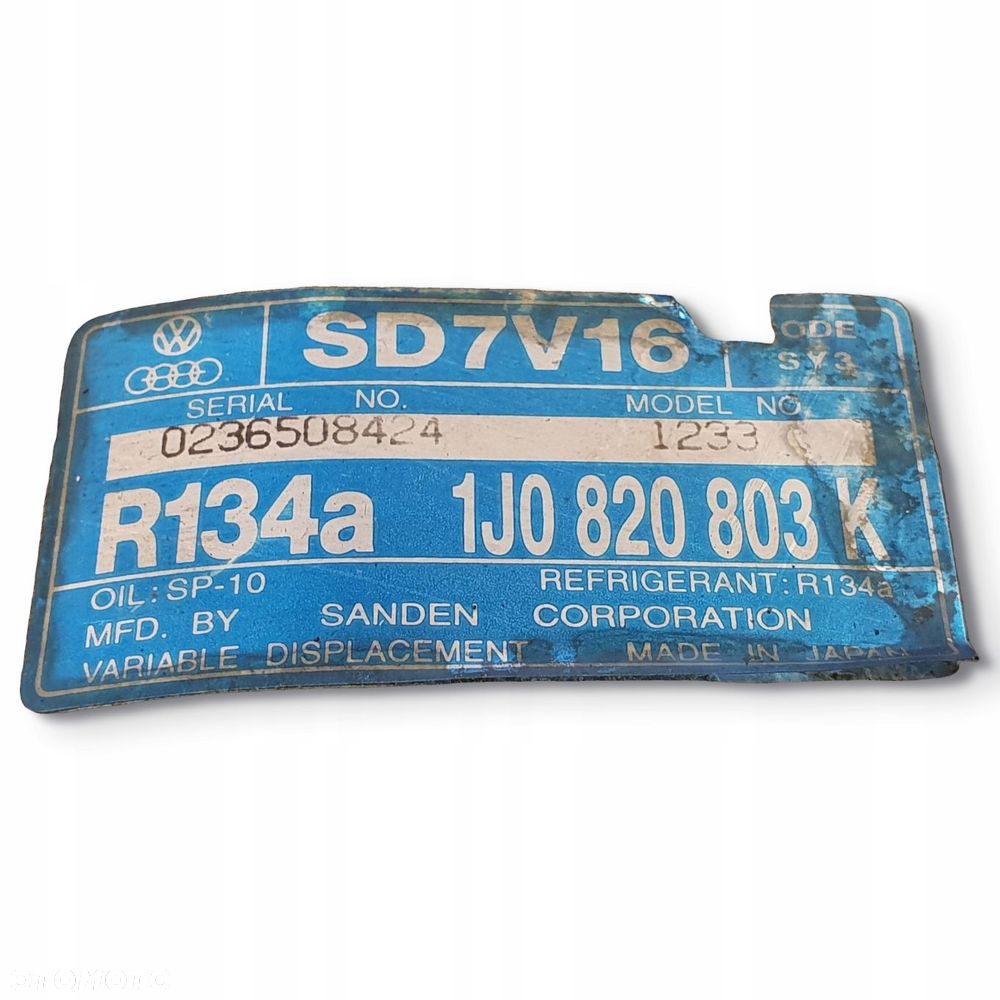 SD7V16 ODE
SY3
SERIAL NO. MODEL NO.
0236508424 1233
R134a 1J0 820 803 K
OIL: SP-10 REFRIGERANT: R134a
MFD. BY SANDEN CORPORATION
VARIABLE DISPLACEMENT MADE IN JAPAN
OTOMOTO